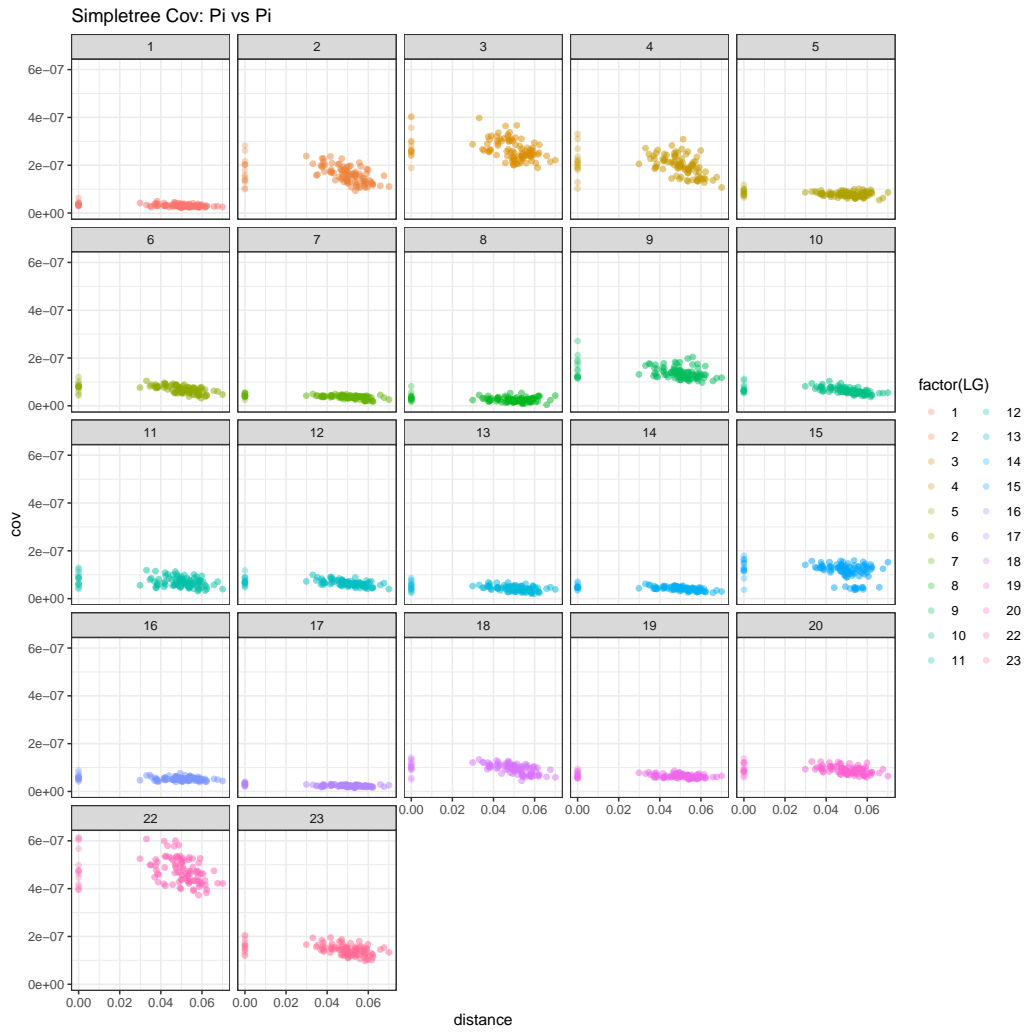 Simpletree Cov: Pi vs Pi
1 2 3 4 5
6e−07
4e−07
2e−07
0e+00
6 7 8 9 10
6e−07
4e−07
2e−07
0e+00
11 12 13 14 15
6e−07
4e−07
2e−07
0e+00
16 17 18 19 20
6e−07
4e−07
2e−07
0e+00
0.00 0.02 0.04 0.06 0.00 0.02 0.04 0.06 0.00 0.02 0.04 0.06
22 23
6e−07
4e−07
2e−07
0e+00
0.00 0.02 0.04 0.06 0.00 0.02 0.04 0.06
distance
cov
factor(LG)
1 12
2 13
3 14
4 15
5 16
6 17
7 18
8 19
9 20
10 22
11 23